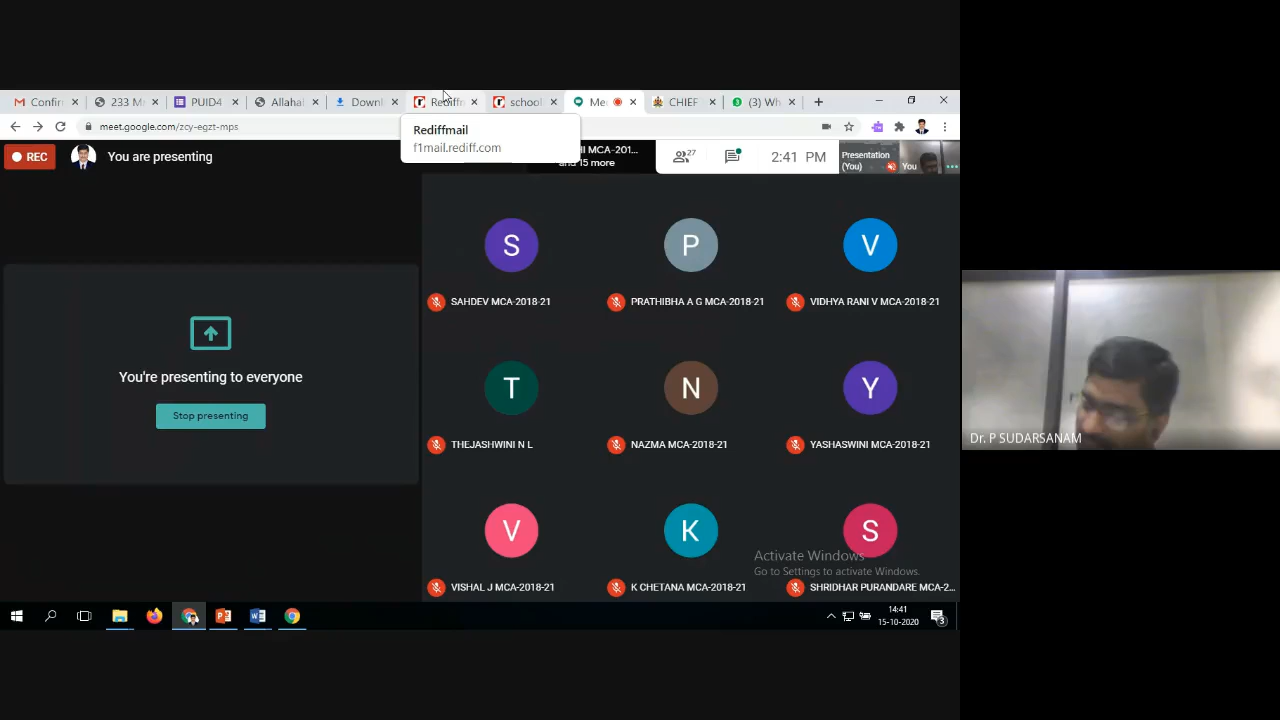 Confir
233 M
PUID4
Allaha
Downl
Rediffm
school
Me
CHIEF
(3) Wh
Rediffmail
f1mail.rediff.com
meet.google.com/zcy-egzt-mps
REC
You are presenting
HI MCA-201...
and 15 more
27
2:41 PM
Presentation
(You)
You
S
P
V
SAHDEV MCA-2018-21
PRATHIBHA A G MCA-2018-21
VIDHYA RANI V MCA-2018-21
You're presenting to everyone
Stop presenting
T
N
Y
THEJASHWINI N L
NAZMA MCA-2018-21
YASHASWINI MCA-2018-21
Dr. P SUDARSANAM
V
K
S
Activate Windows
Go to Settings to activate Windows.
VISHAL J MCA-2018-21
K CHETANA MCA-2018-21
SHRIDHAR PURANDARE MCA-2...
14:41
15-10-2020
3